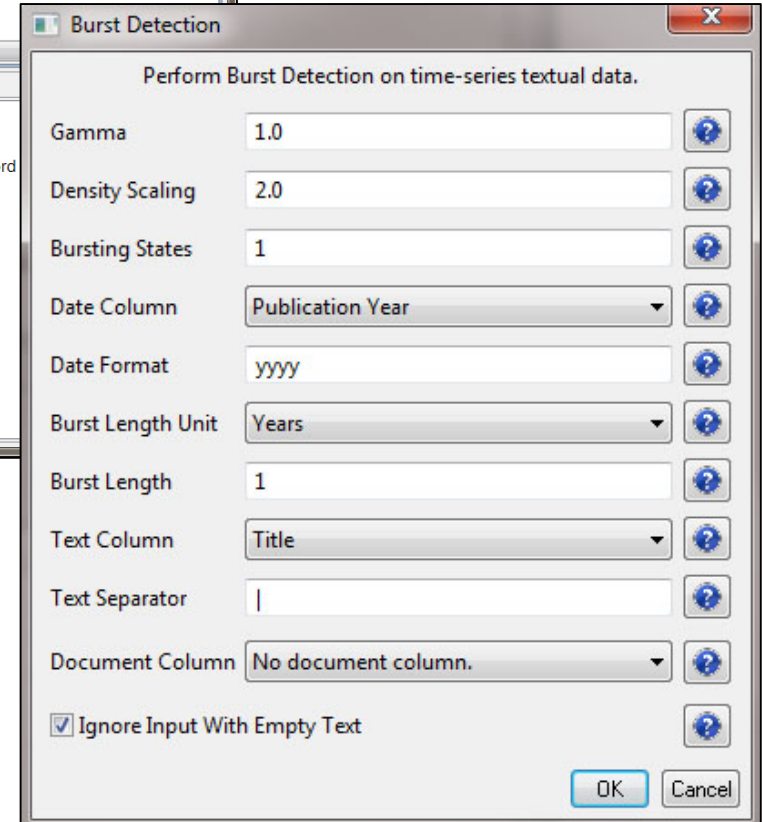 Burst Detection
Perform Burst Detection on time-series textual data.
Gamma 1.0
Density Scaling 2.0
Bursting States 1
Date Column Publication Year
Date Format yyyy
Burst Length Unit Years
Burst Length 1
Text Column Title
Text Separator |
Document Column No document column.
Ignore Input With Empty Text
OK Cancel